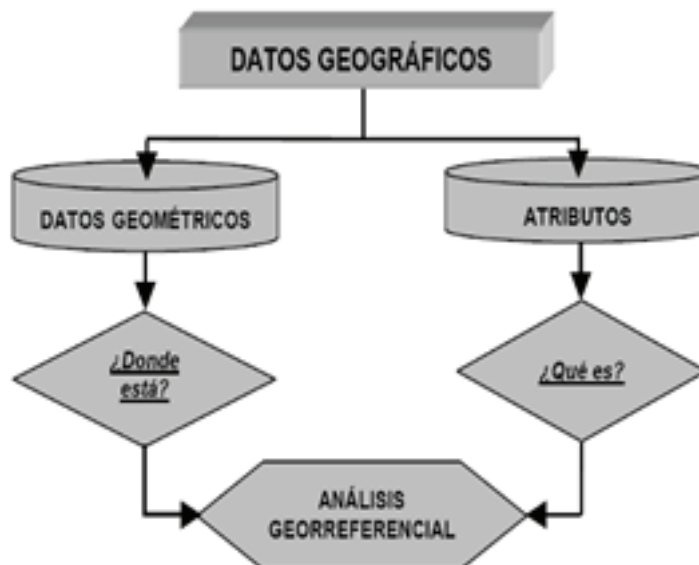 DATOS GEOGRÁFICOS
DATOS GEOMÉTRICOS
ATRIBUTOS
¿Donde
está?
¿Qué es?
ANÁLISIS
GEORREFERENCIAL